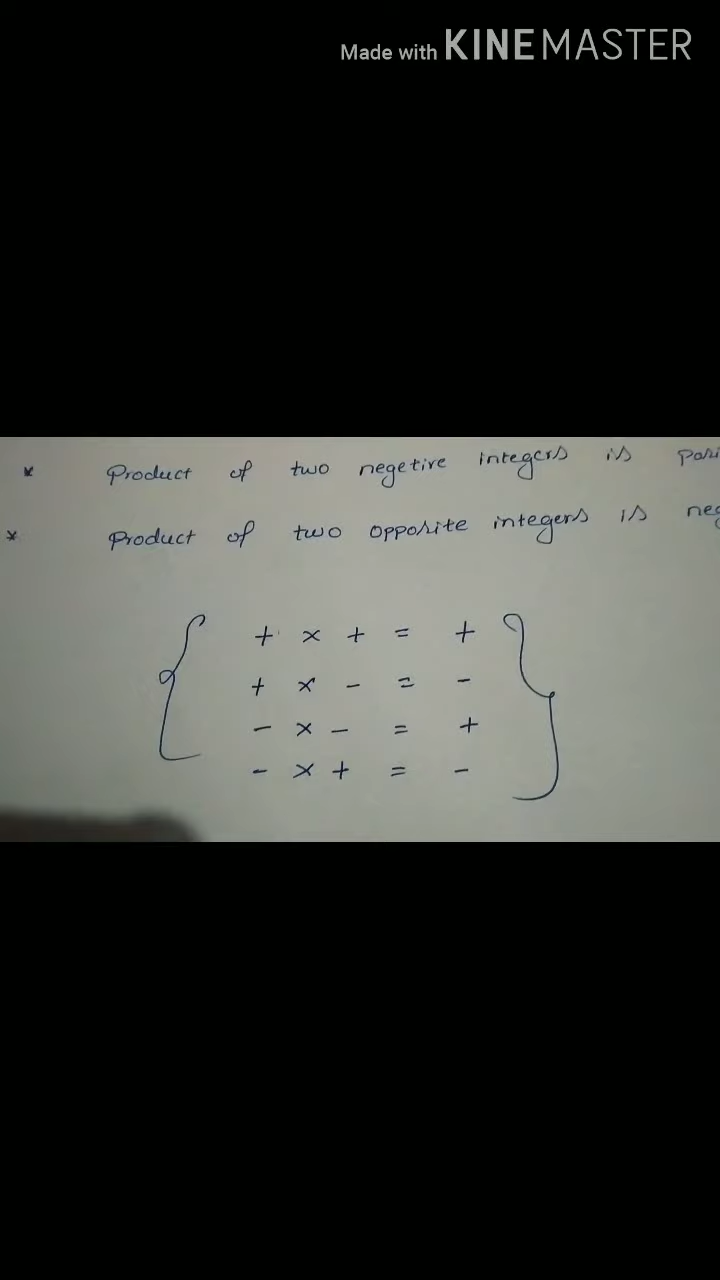 Made with KINEMASTER
* Product of two negetive integers is
* Product of two opposite integers is
+ × + = +
+ × - = -
- × - = +
- × + = -